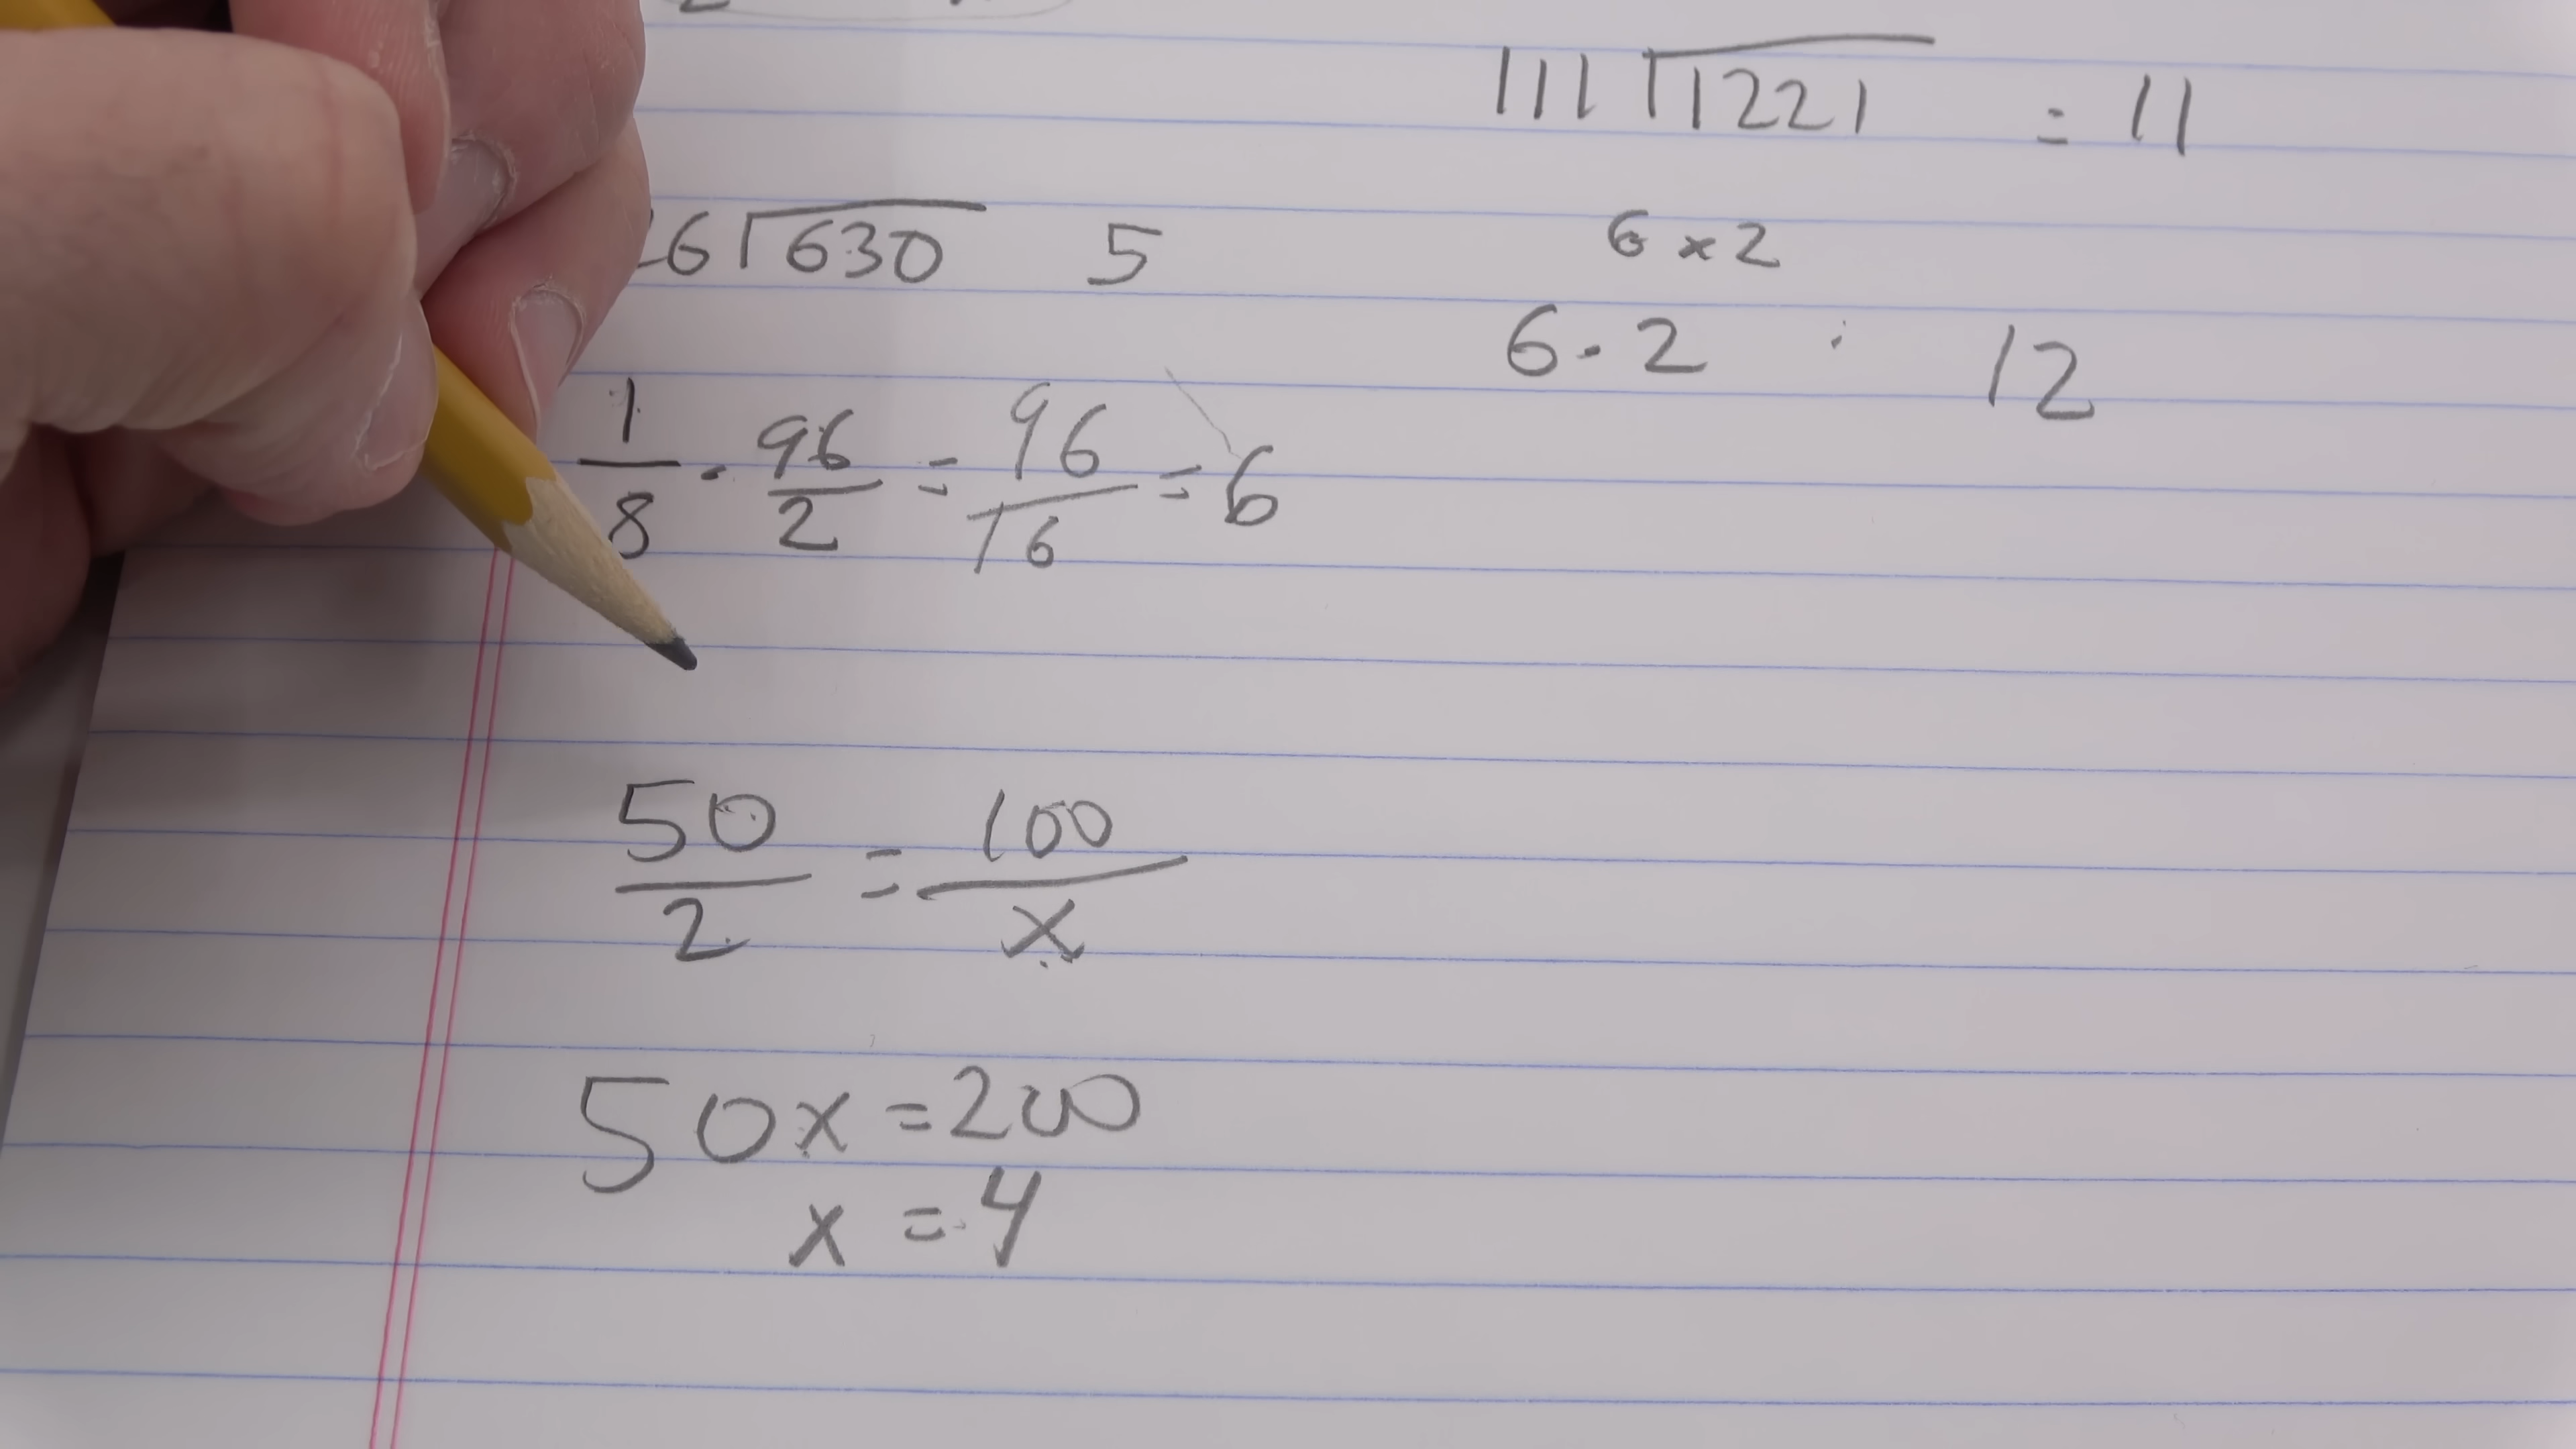 111 ⟌1221 = 11
26 ⟌630 5
6 x 2
6 · 2 : 12
1/8 · 96/2 = 96/16 = 6
50/2 = 100/x
50x = 200
x = 4